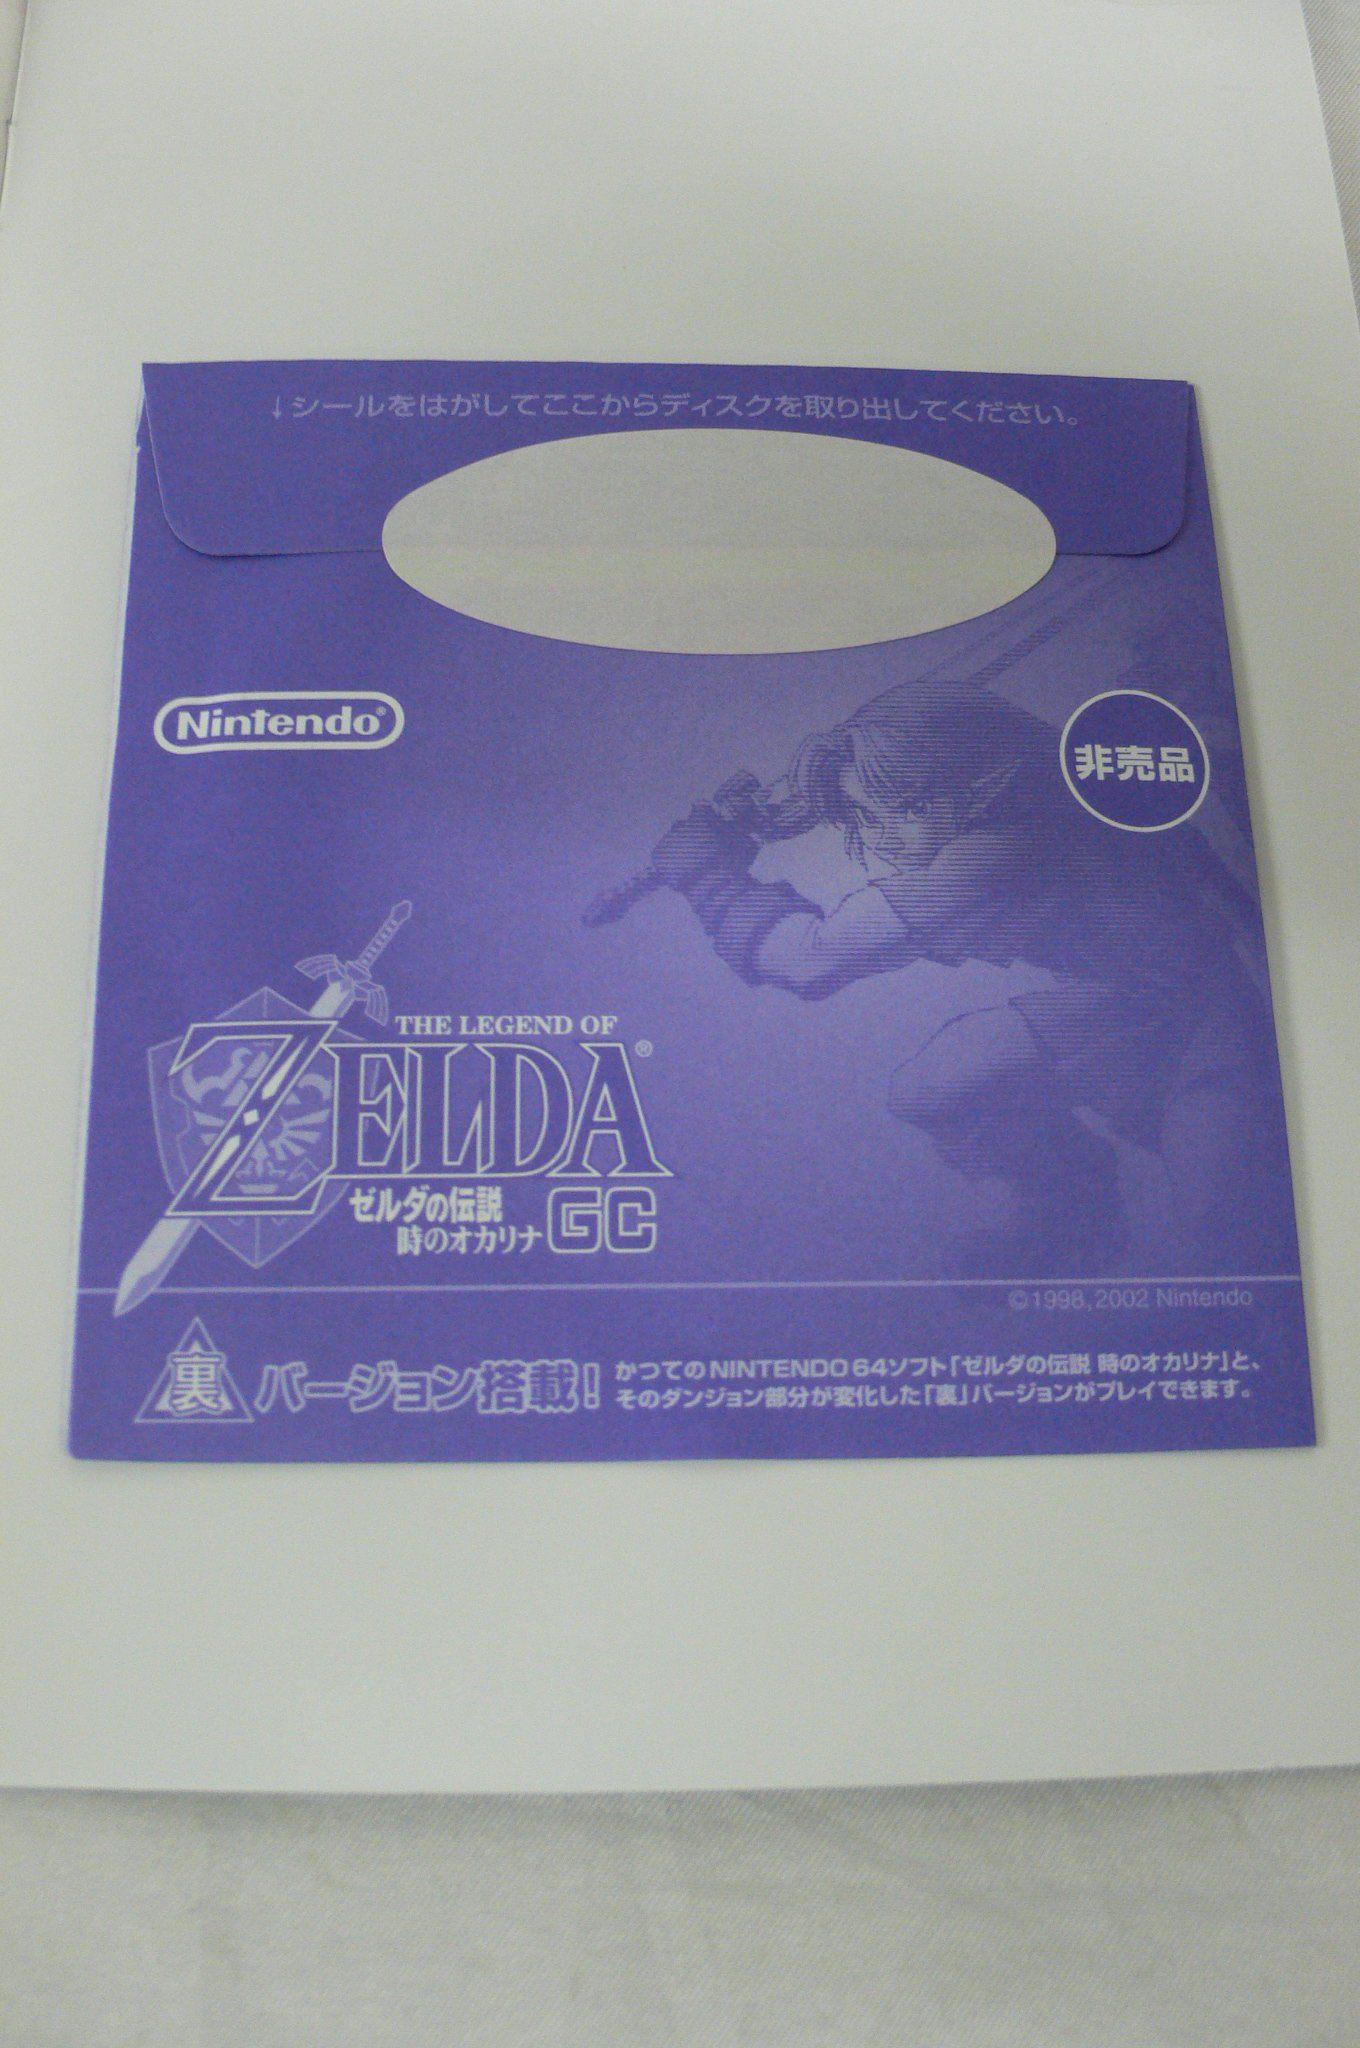 ↓シールをはがしてここからディスクを取り出してください。
Nintendo®
非売品
THE LEGEND OF
ZELDA®
ゼルダの伝説
時のオカリナ GC
©1998,2002 Nintendo
裏バージョン搭載!
かつてのNINTENDO64ソフト「ゼルダの伝説 時のオカリナ」と、
そのダンジョン部分が変化した「裏」バージョンがプレイできます。